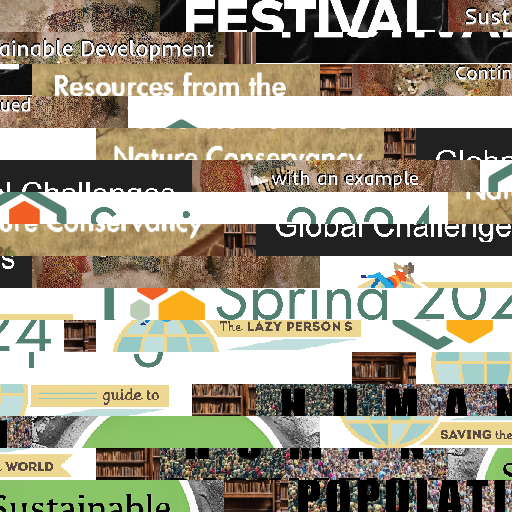 FESTIVAL
Sust
ainable Development
Resources from the
Contin
ued
Nature Conservancy
with an example
l Challenges
ure Conservancy
Global Challenge
s
Spring 202
24
The LAZY PERSON'S
guide to
HUMAN
SAVING the
WORLD
Sustainable
POPULATI